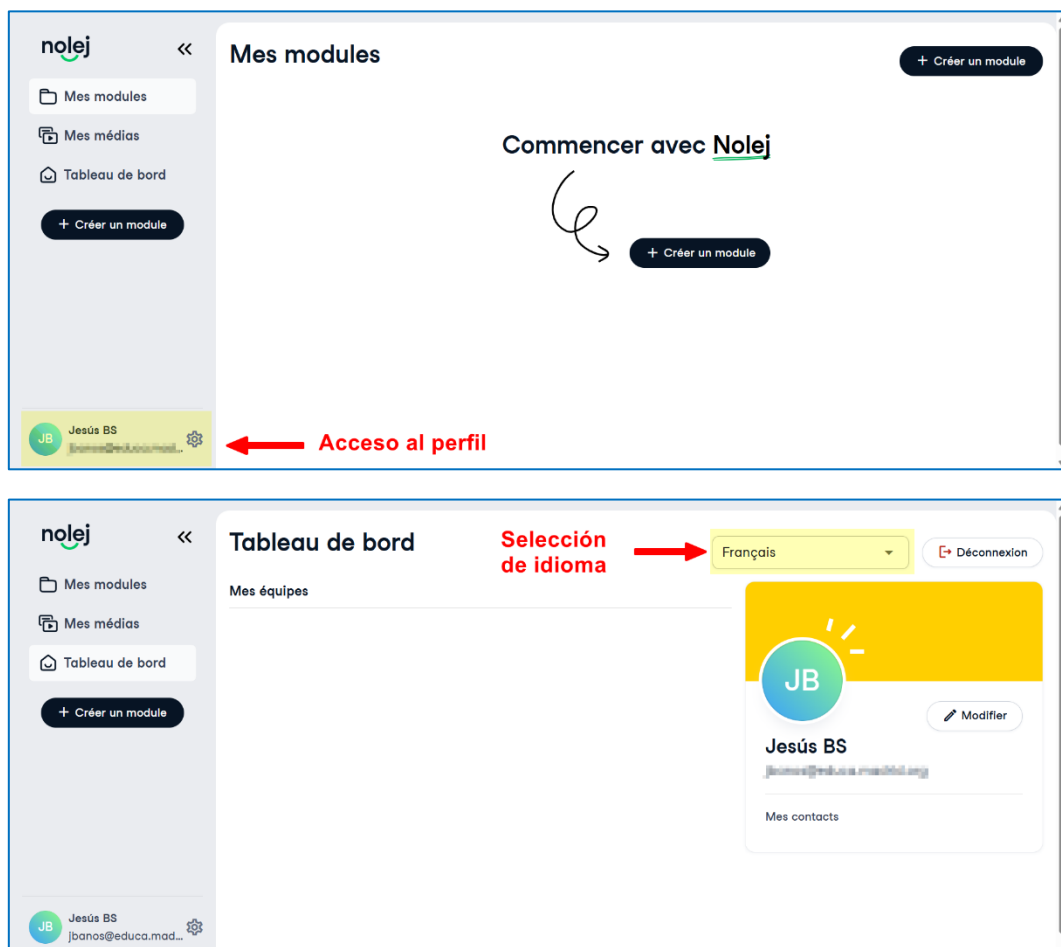 nolej
Mes modules
+ Créer un module
Mes modules
Mes médias
Tableau de bord
+ Créer un module
Commencer avec Nolej
+ Créer un module
JB
Jesús BS
Acceso al perfil
nolej
Tableau de bord
Selección
de idioma
Français
Déconnexion
Mes modules
Mes médias
Tableau de bord
+ Créer un module
Mes équipes
JB
Modifier
Jesús BS
Mes contacts
JB
Jesús BS
jbanos@educa.mad...